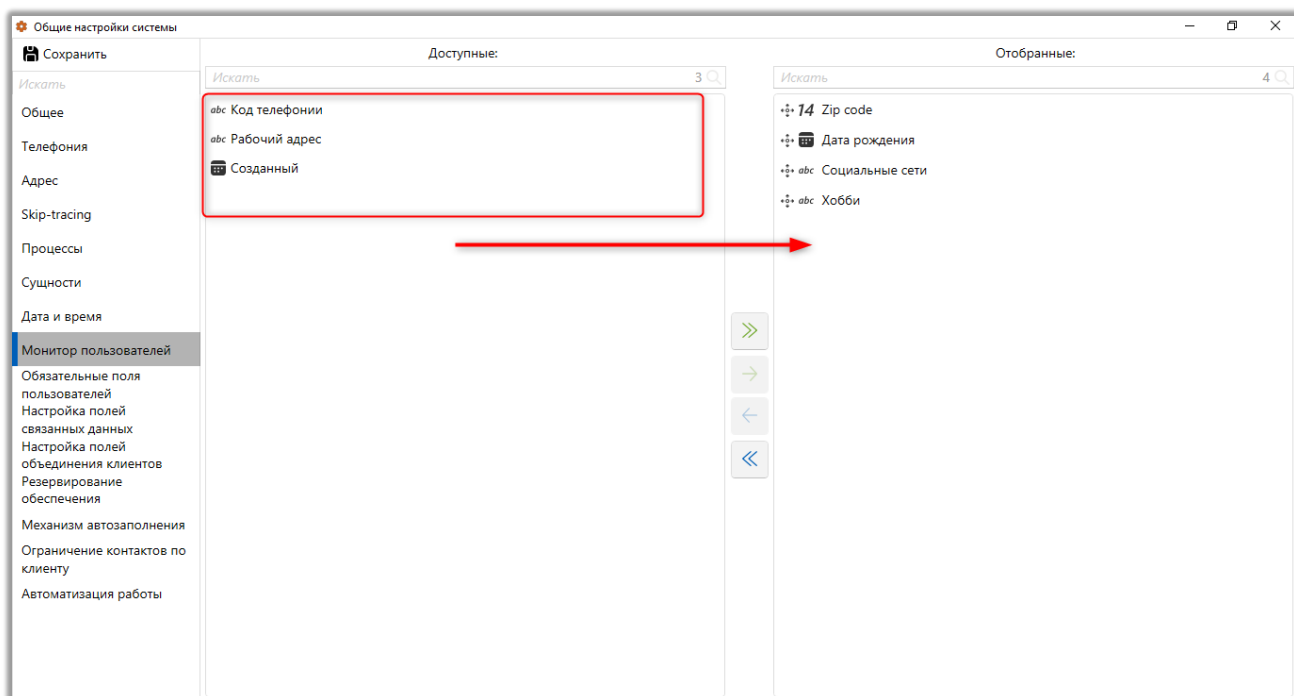 Общие настройки системы
Сохранить
Искать
Общее
Телефония
Адрес
Skip-tracing
Процессы
Сущности
Дата и время
Монитор пользователей
Обязательные поля
пользователей
Настройка полей
связанных данных
Настройка полей
объединения клиентов
Резервирование
обеспечения
Механизм автозаполнения
Ограничение контактов по
клиенту
Автоматизация работы
Доступные:
Искать 3
abc Код телефонии
abc Рабочий адрес
Созданный
Отобранные:
Искать 4
14 Zip code
Дата рождения
abc Социальные сети
abc Хобби